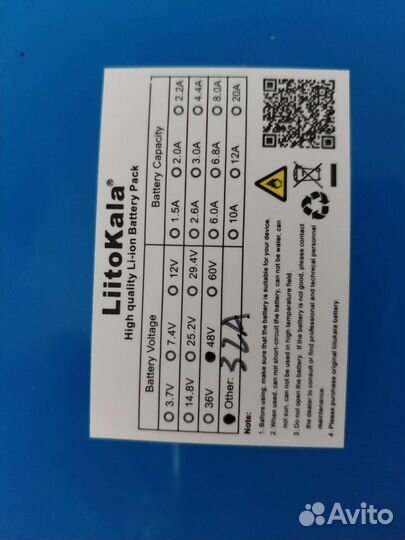 LiitoKala®
High quality Li-ion Battery Pack
Battery Voltage Battery Capacity
○ 3.7V ○ 7.4V ○ 12V ○ 1.5A ○ 2.0A ○ 2.2A
○ 14.8V ○ 25.2V ○ 29.4V ○ 2.6A ○ 3.0A ○ 4.4A
○ 36V ● 48V ○ 60V ○ 6.0A ○ 6.8A ○ 8.0A
● Other: 32A ○ 10A ○ 12A ○ 20A
Note:
1. Before using, make sure that the battery is suitable for your device.
2. When used, can not short-circuit the battery, can not be water, can
not sun, can not be used in high temparature field.
3. Do not open the battery. If the battery is not good, please contact
the dealer to consult or find professional and technical personnel
maintenance.
4. Please purchase original liitokala battery.
Avito